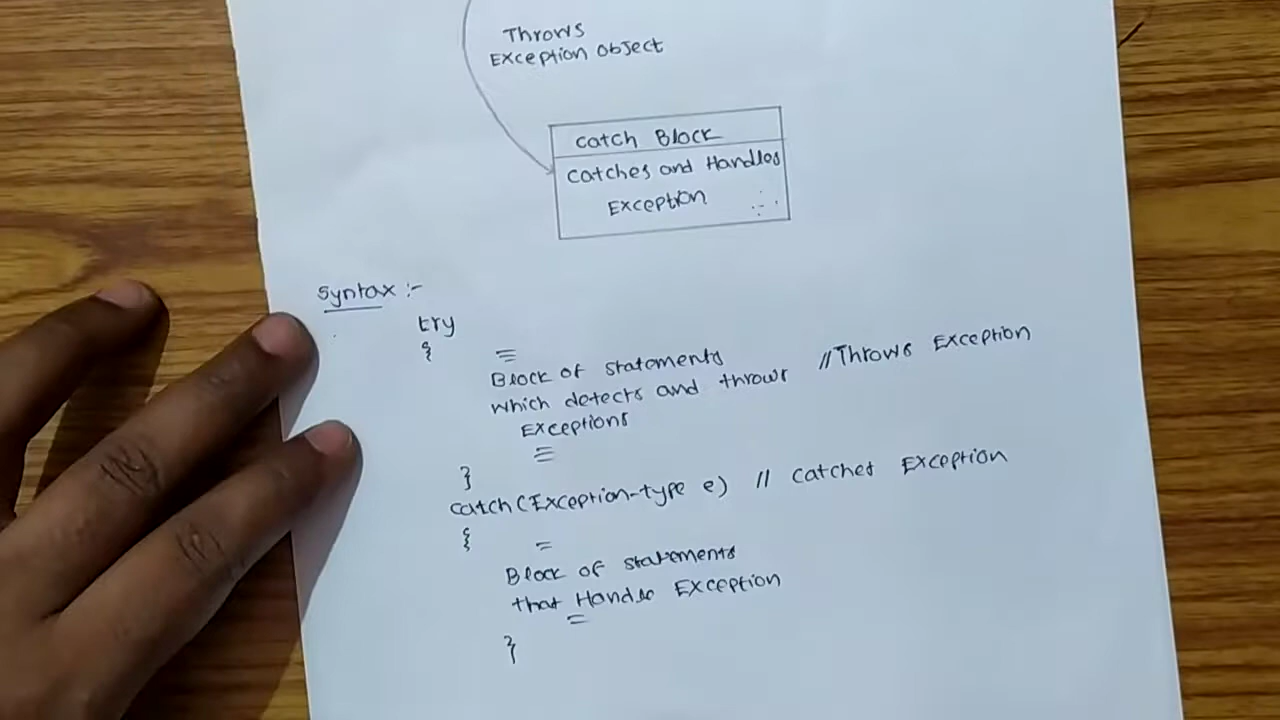 Throws
Exception Object
Catch Block
Catches and Handles
Exception
Syntax :-
try
{
Block of statements
which detects and throws //Throws Exception
Exceptions
}
catch(Exception-type e) // Catches Exception
{
Block of statements
that Handle Exception
}